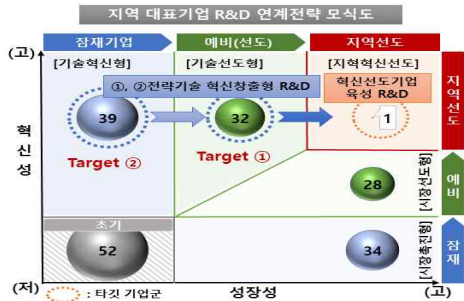 지역 대표기업 R&D 연계전략 모식도
(고)
잠재기업
예비(선도)
지역선도
[기술혁신형]
[기술선도형]
[지혁혁신선도]
①, ②전략기술 혁신창출형 R&D
혁신선도기업
육성 R&D
39
32
1
Target ②
Target ①
지역선도
혁신성
28
[시장선도형]
예비
초기
52
34
[시장촉진형]
잠재
(저)
성장성
(고)
: 타깃 기업군